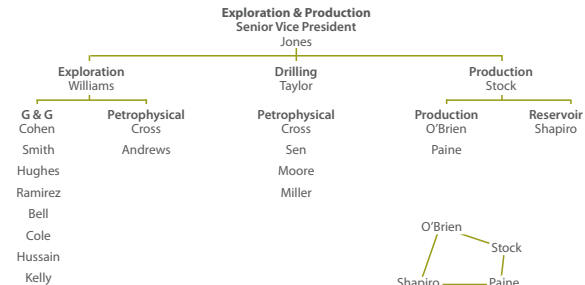 Exploration & Production
Senior Vice President
Jones
Exploration
Williams
Drilling
Taylor
Production
Stock
G & G
Cohen
Smith
Hughes
Ramirez
Bell
Cole
Hussain
Kelly
Petrophysical
Cross
Andrews
Petrophysical
Cross
Sen
Moore
Miller
Production
O’Brien
Paine
Reservoir
Shapiro
O’Brien
Stock
Shapiro
Paine